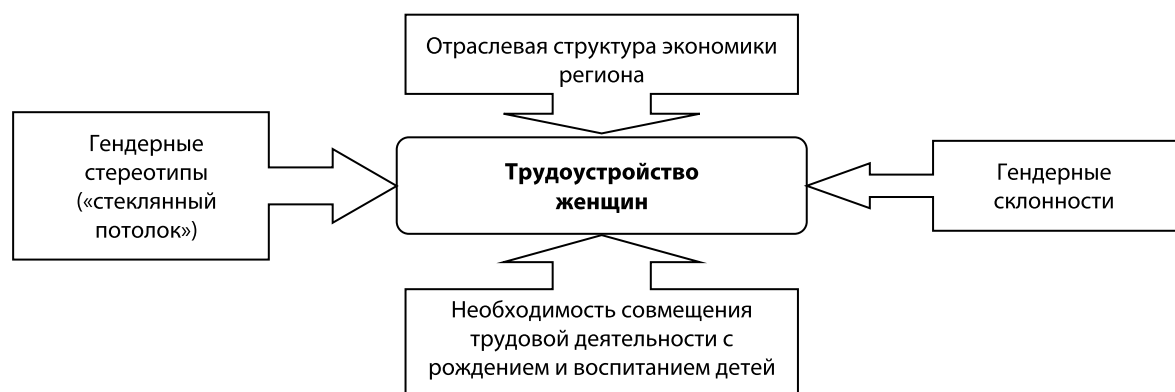 Отраслевая структура экономики
региона
Гендерные
стереотипы
(«стеклянный
потолок»)
Трудоустройство
женщин
Гендерные
склонности
Необходимость совмещения
трудовой деятельности с
рождением и воспитанием детей